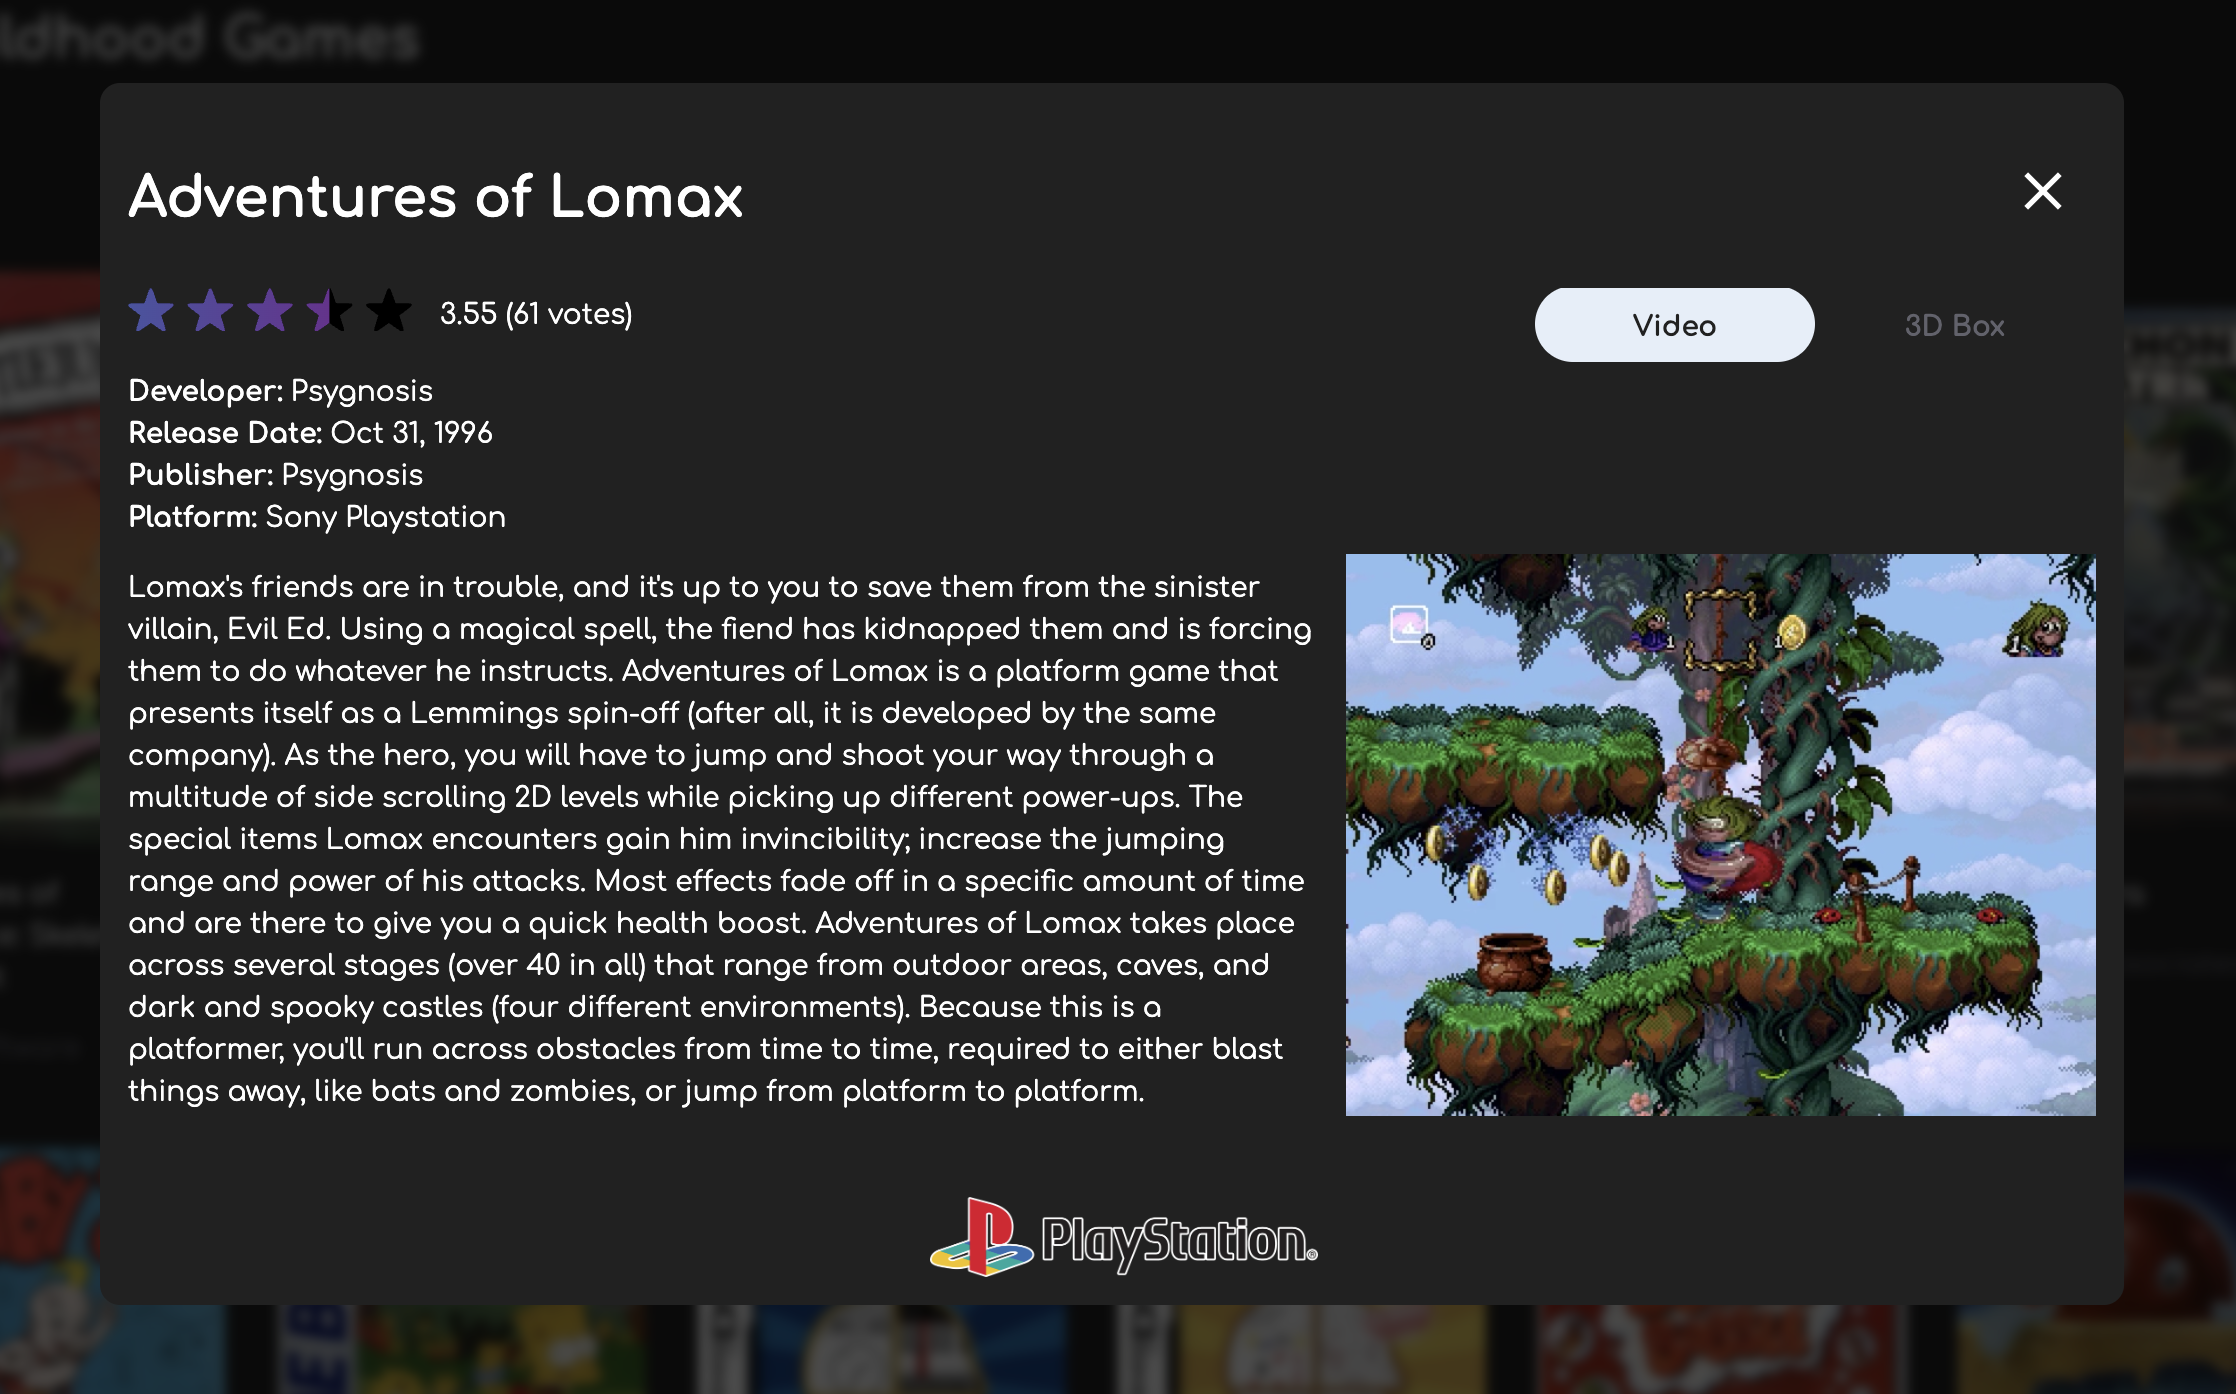 ldhood Games
Adventures of Lomax
3.55 (61 votes)
Video
3D Box
Developer: Psygnosis
Release Date: Oct 31, 1996
Publisher: Psygnosis
Platform: Sony Playstation
Lomax's friends are in trouble, and it's up to you to save them from the sinister
villain, Evil Ed. Using a magical spell, the fiend has kidnapped them and is forcing
them to do whatever he instructs. Adventures of Lomax is a platform game that
presents itself as a Lemmings spin-off (after all, it is developed by the same
company). As the hero, you will have to jump and shoot your way through a
multitude of side scrolling 2D levels while picking up different power-ups. The
special items Lomax encounters gain him invincibility; increase the jumping
range and power of his attacks. Most effects fade off in a specific amount of time
and are there to give you a quick health boost. Adventures of Lomax takes place
across several stages (over 40 in all) that range from outdoor areas, caves, and
dark and spooky castles (four different environments). Because this is a
platformer, you'll run across obstacles from time to time, required to either blast
things away, like bats and zombies, or jump from platform to platform.
0
1
1
1
PlayStation